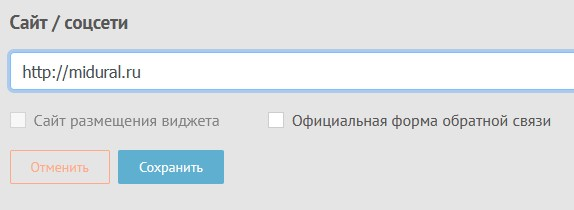 Сайт / соцсети
http://midural.ru
Сайт размещения виджета Официальная форма обратной связи
Отменить Сохранить